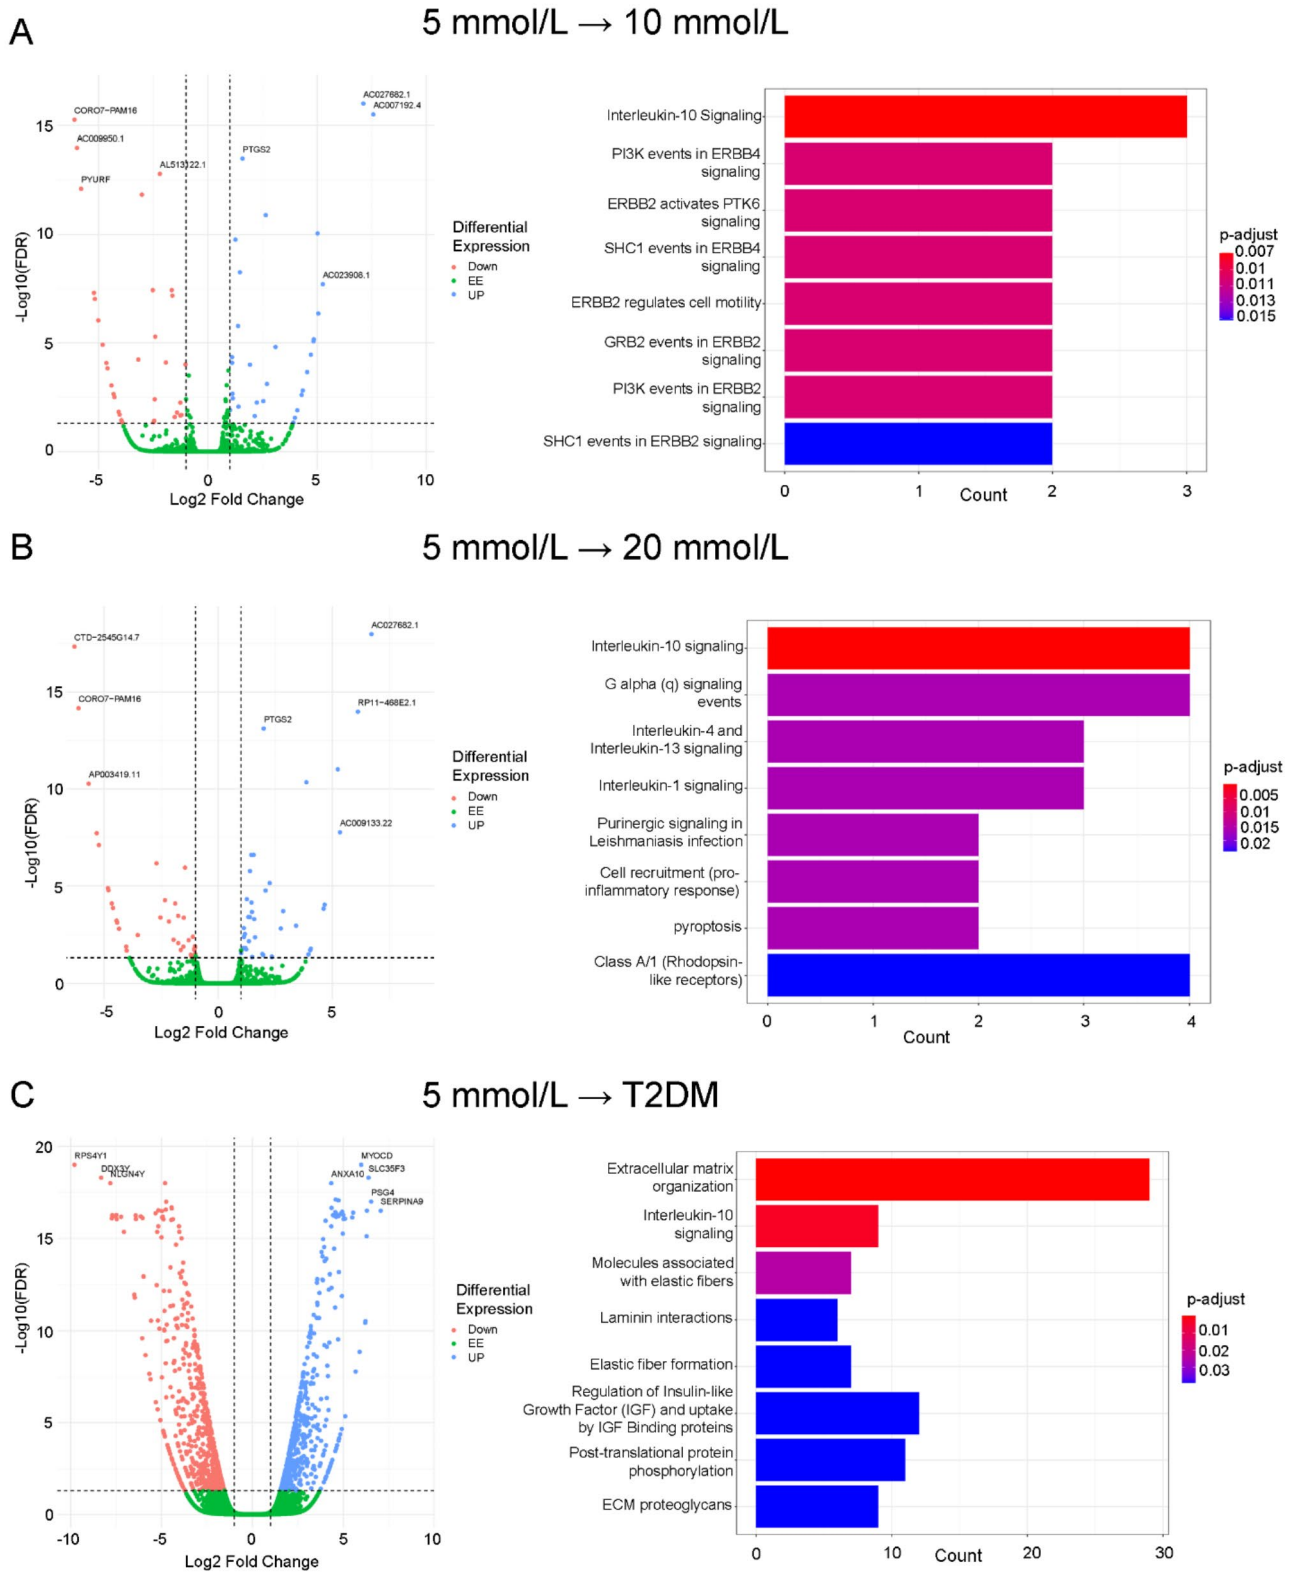 A
5 mmol/L → 10 mmol/L
-Log10(FDR)
15
10
5
0
CORO7-PAM16
AC009950.1
PYURF
AL513122.1
PTGS2
AC027682.1
AC007192.4
AC023908.1
-5
0
5
10
Log2 Fold Change
Differential
Expression
Down
EE
UP
Interleukin-10 Signaling
PI3K events in ERBB4
signaling
ERBB2 activates PTK6
signaling
SHC1 events in ERBB4
signaling
ERBB2 regulates cell motility
GRB2 events in ERBB2
signaling
PI3K events in ERBB2
signaling
SHC1 events in ERBB2 signaling
0
1
2
3
Count
p-adjust
0.007
0.01
0.011
0.013
0.015
B
5 mmol/L → 20 mmol/L
-Log10(FDR)
15
10
5
0
CTD-2545G14.7
CORO7-PAM16
AP003419.11
PTGS2
AC027682.1
RP11-468E2.1
AC009133.22
-5
0
5
Log2 Fold Change
Differential
Expression
Down
EE
UP
Interleukin-10 signaling
G alpha (q) signaling
events
Interleukin-4 and
Interleukin-13 signaling
Interleukin-1 signaling
Purinergic signaling in
Leishmaniasis infection
Cell recruitment (pro-
inflammatory response)
pyroptosis
Class A/1 (Rhodopsin-
like receptors)
0
1
2
3
4
Count
p-adjust
0.005
0.01
0.015
0.02
C
5 mmol/L → T2DM
-Log10(FDR)
20
15
10
5
0
RPS4Y1
DDX3Y
NLGN4Y
MYOCD
SLC35F3
ANXA10
PSG4
SERPINA9
-10
-5
0
5
10
Log2 Fold Change
Differential
Expression
Down
EE
UP
Extracellular matrix
organization
Interleukin-10
signaling
Molecules associated
with elastic fibers
Laminin interactions
Elastic fiber formation
Regulation of Insulin-like
Growth Factor (IGF) and uptake
by IGF Binding proteins
Post-translational protein
phosphorylation
ECM proteoglycans
0
10
20
30
Count
p-adjust
0.01
0.02
0.03